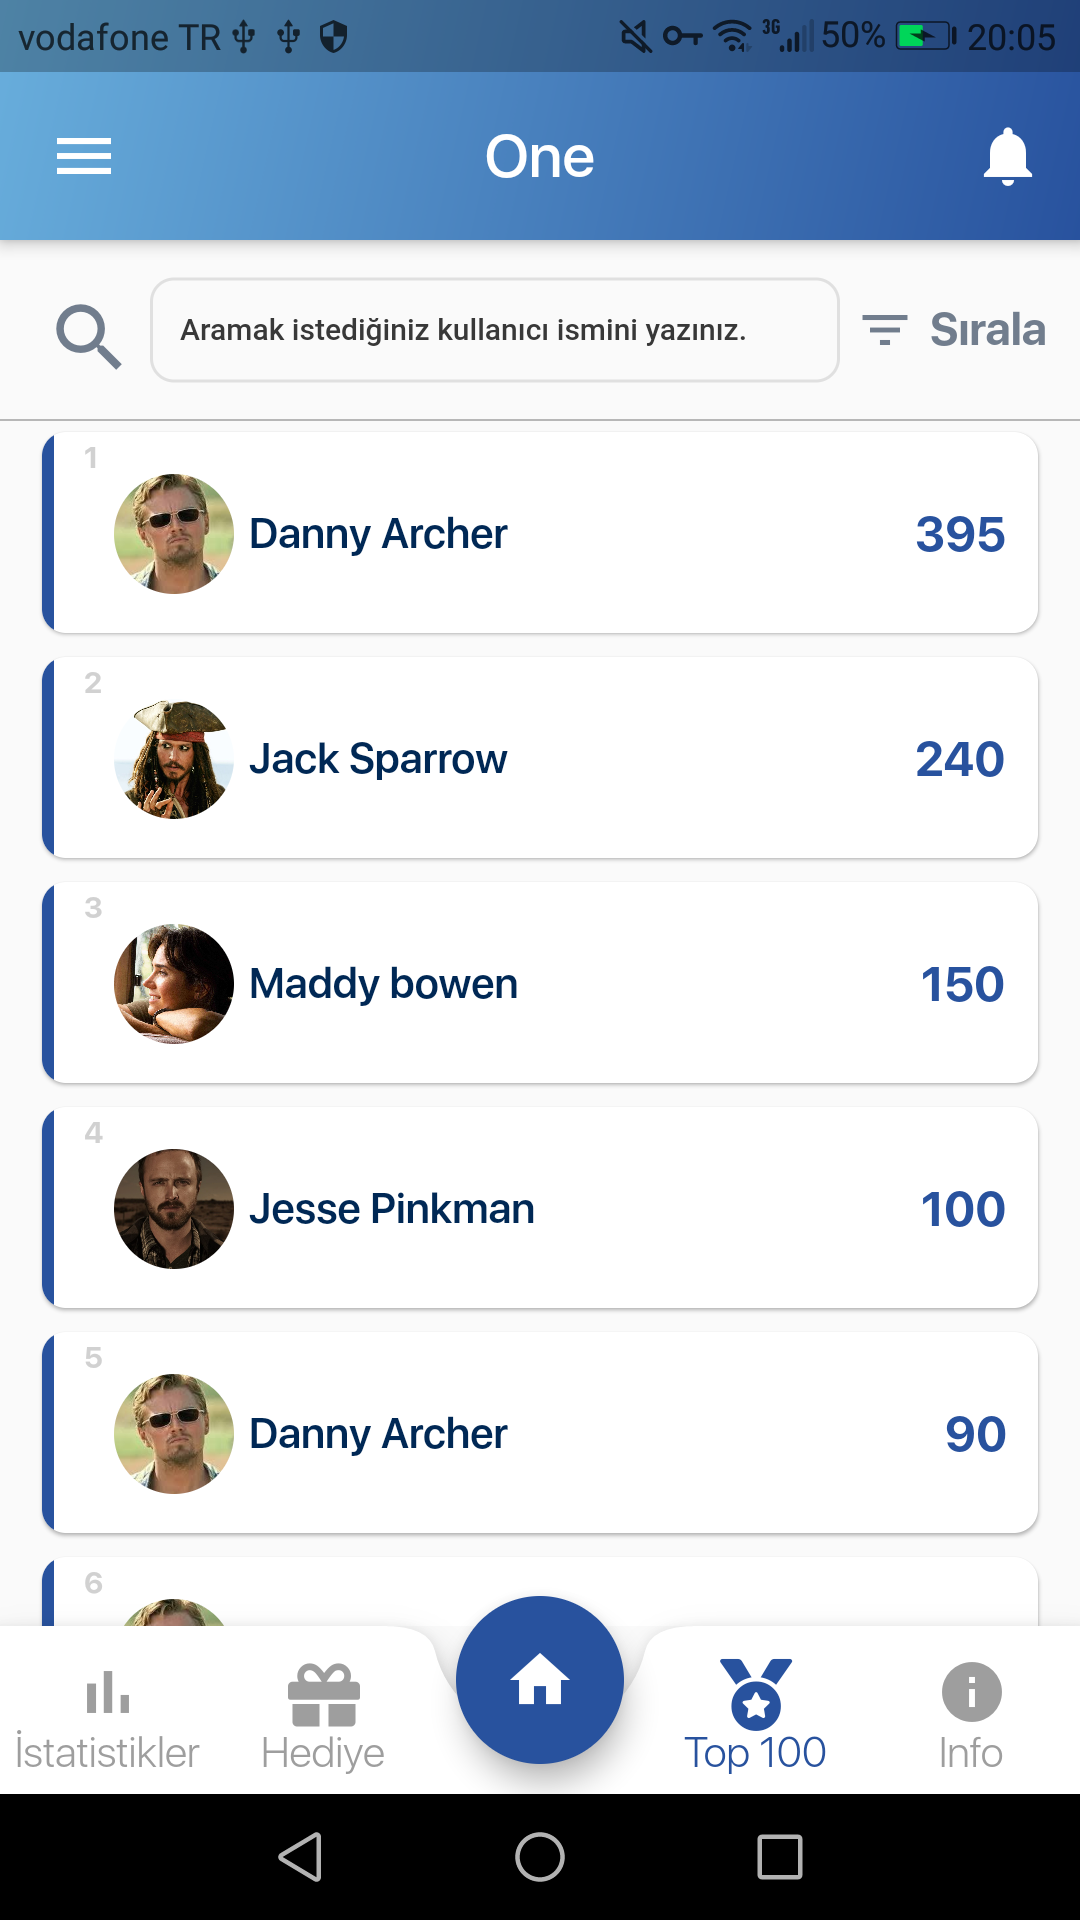 vodafone TR 3G 50% 20:05
One
Aramak istediğiniz kullanıcı ismini yazınız. Sırala
1
Danny Archer 395
2
Jack Sparrow 240
3
Maddy bowen 150
4
Jesse Pinkman 100
5
Danny Archer 90
6
İstatistikler Hediye Top 100 Info